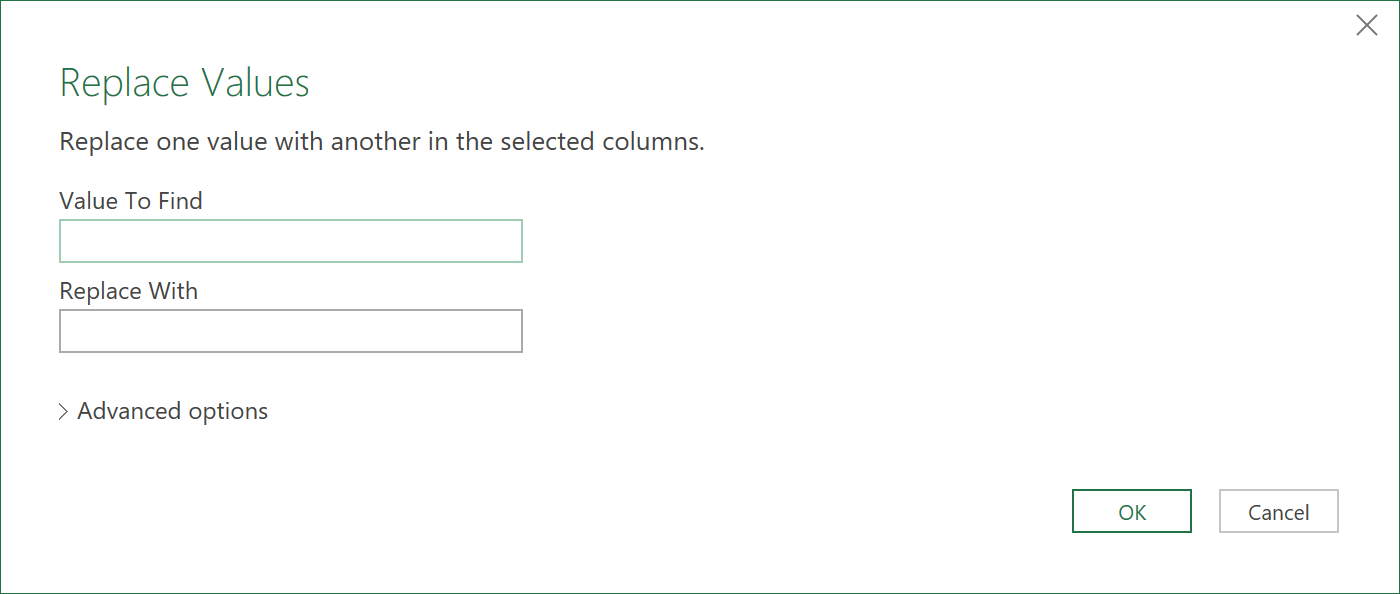 Replace Values
Replace one value with another in the selected columns.
Value To Find
Replace With
Advanced options
OK
Cancel